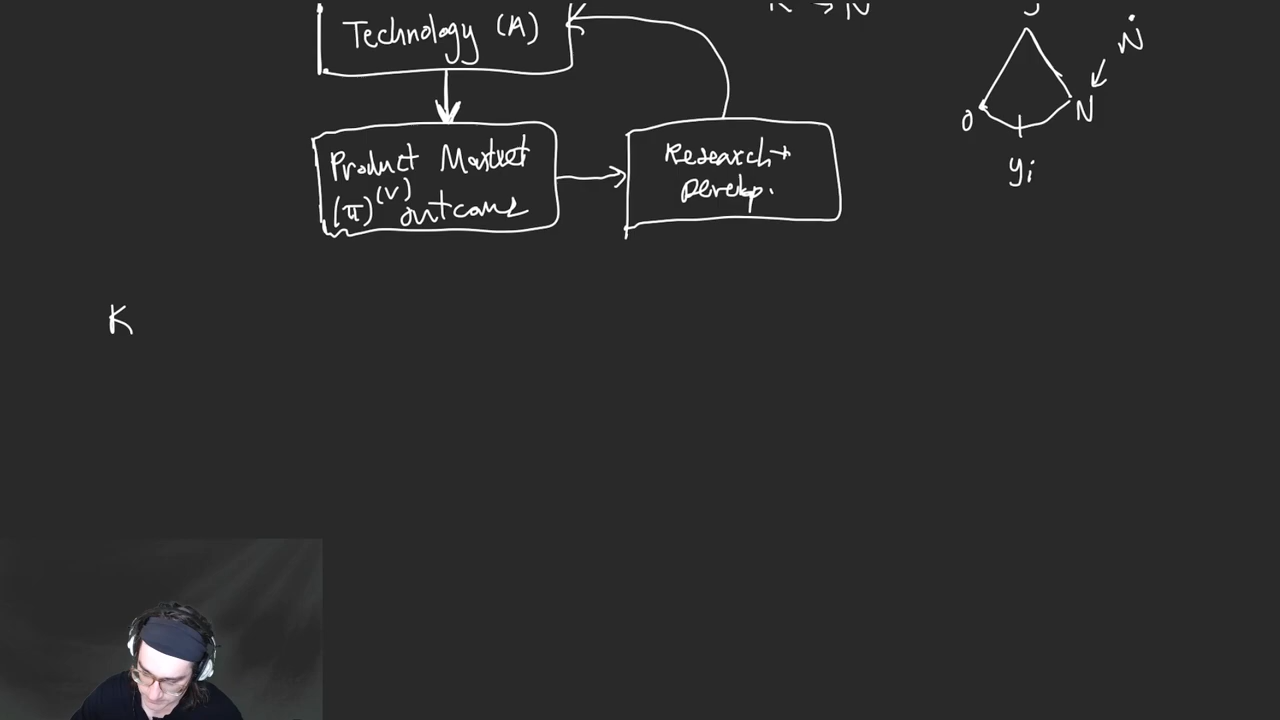 Technology (A)
Product Market
(π)(V) outcome
Research +
Develop.
Ṅ
0
N
yi
K